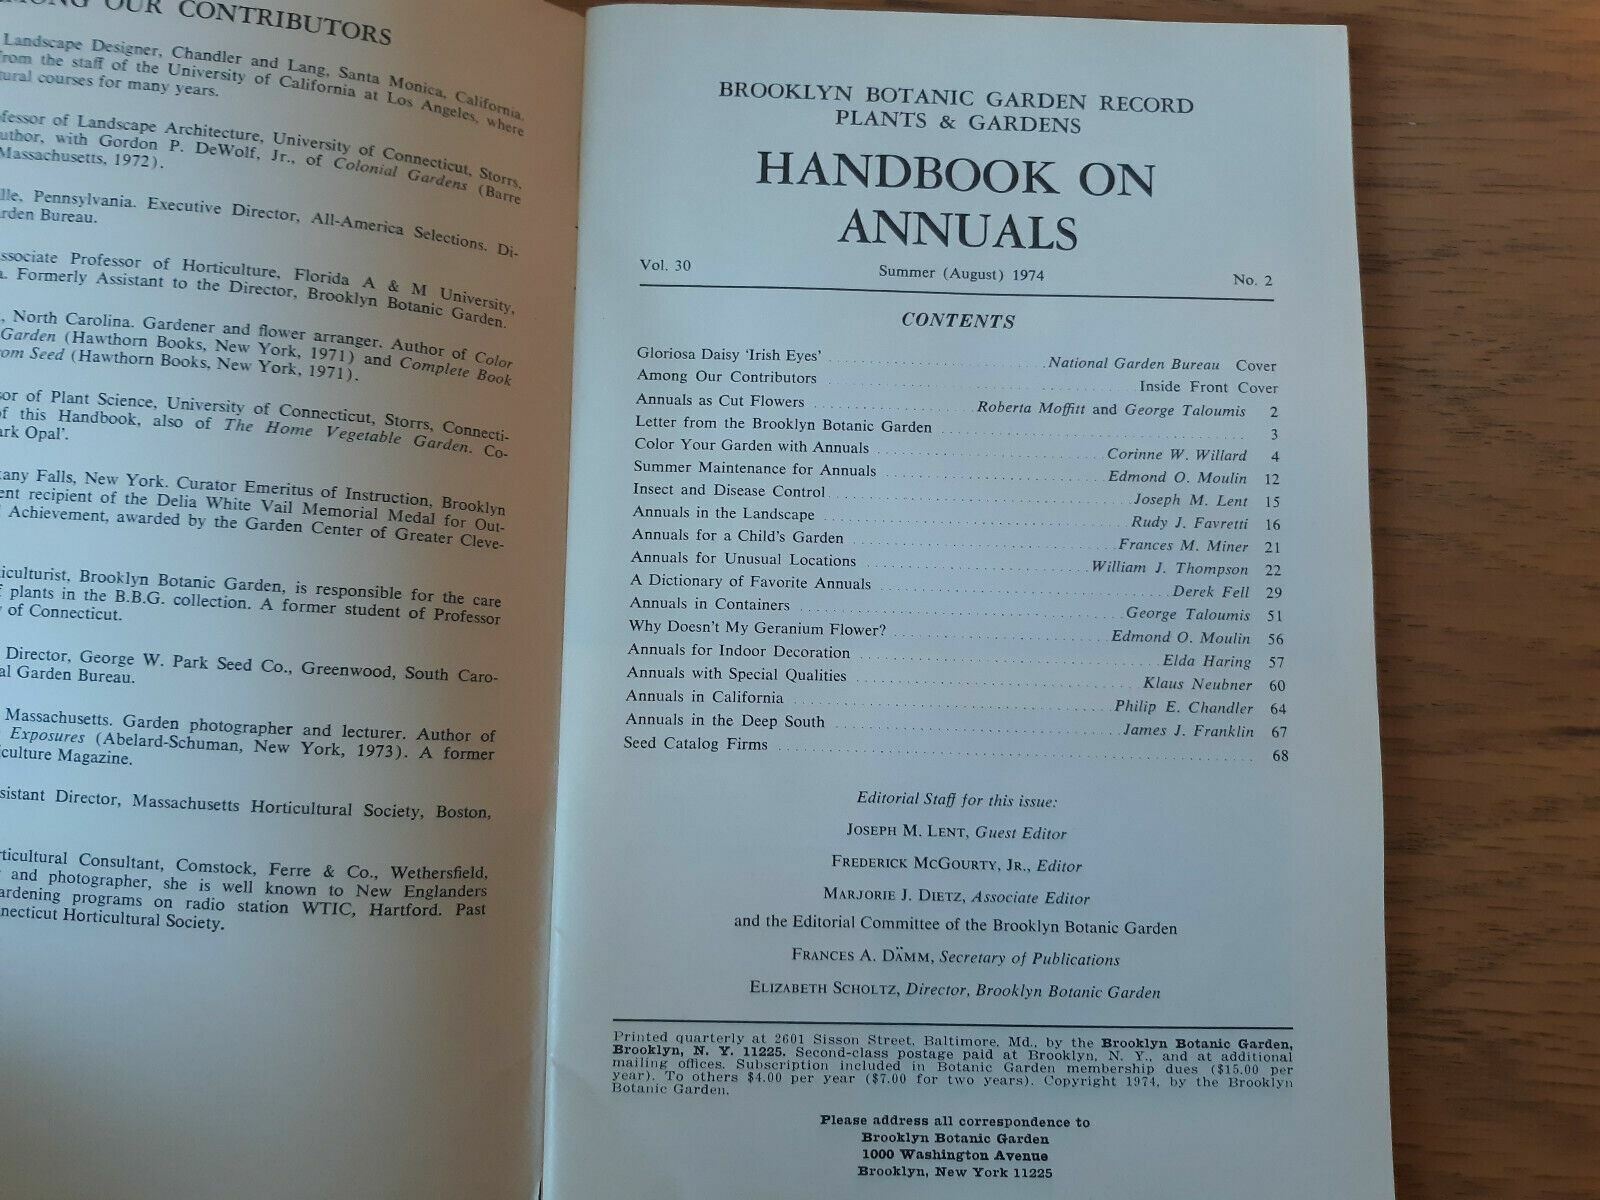 AMONG OUR CONTRIBUTORS
Landscape Designer, Chandler and Lang, Santa Monica, California.
from the staff of the University of California at Los Angeles, where
tural courses for many years.
fessor of Landscape Architecture, University of Connecticut, Storrs,
uthor, with Gordon P. DeWolf, Jr., of Colonial Gardens (Barre
Massachusetts, 1972).
lle, Pennsylvania. Executive Director, All-America Selections. Di-
rden Bureau.
ssociate Professor of Horticulture, Florida A & M University,
a. Formerly Assistant to the Director, Brooklyn Botanic Garden.
, North Carolina. Gardener and flower arranger. Author of Color
Garden (Hawthorn Books, New York, 1971) and Complete Book
om Seed (Hawthorn Books, New York, 1971).
or of Plant Science, University of Connecticut, Storrs, Connecti-
f this Handbook, also of The Home Vegetable Garden. Co-
ark Opal'.
tany Falls, New York. Curator Emeritus of Instruction, Brooklyn
ent recipient of the Delia White Vail Memorial Medal for Out-
Achievement, awarded by the Garden Center of Greater Cleve-
iculturist, Brooklyn Botanic Garden, is responsible for the care
f plants in the B.B.G. collection. A former student of Professor
y of Connecticut.
Director, George W. Park Seed Co., Greenwood, South Caro-
al Garden Bureau.
Massachusetts. Garden photographer and lecturer. Author of
Exposures (Abelard-Schuman, New York, 1973). A former
iculture Magazine.
sistant Director, Massachusetts Horticultural Society, Boston,
rticultural Consultant, Comstock, Ferre & Co., Wethersfield,
and photographer, she is well known to New Englanders
ardening programs on radio station WTIC, Hartford. Past
nnecticut Horticultural Society.
BROOKLYN BOTANIC GARDEN RECORD
PLANTS & GARDENS
HANDBOOK ON
ANNUALS
Vol. 30 Summer (August) 1974 No. 2
CONTENTS
Gloriosa Daisy 'Irish Eyes' National Garden Bureau Cover
Among Our Contributors Inside Front Cover
Annuals as Cut Flowers Roberta Moffitt and George Taloumis 2
Letter from the Brooklyn Botanic Garden 3
Color Your Garden with Annuals Corinne W. Willard 4
Summer Maintenance for Annuals Edmond O. Moulin 12
Insect and Disease Control Joseph M. Lent 15
Annuals in the Landscape Rudy J. Favretti 16
Annuals for a Child's Garden Frances M. Miner 21
Annuals for Unusual Locations William J. Thompson 22
A Dictionary of Favorite Annuals Derek Fell 29
Annuals in Containers George Taloumis 51
Why Doesn't My Geranium Flower? Edmond O. Moulin 56
Annuals for Indoor Decoration Elda Haring 57
Annuals with Special Qualities Klaus Neubner 60
Annuals in California Philip E. Chandler 64
Annuals in the Deep South James J. Franklin 67
Seed Catalog Firms 68
Editorial Staff for this issue:
JOSEPH M. LENT, Guest Editor
FREDERICK MCGOURTY, JR., Editor
MARJORIE J. DIETZ, Associate Editor
and the Editorial Committee of the Brooklyn Botanic Garden
FRANCES A. DÄMM, Secretary of Publications
ELIZABETH SCHOLTZ, Director, Brooklyn Botanic Garden
Printed quarterly at 2601 Sisson Street, Baltimore, Md., by the Brooklyn Botanic Garden,
Brooklyn, N. Y. 11225. Second-class postage paid at Brooklyn, N. Y., and at additional
mailing offices. Subscription included in Botanic Garden membership dues ($15.00 per
year). To others $4.00 per year ($7.00 for two years). Copyright 1974, by the Brooklyn
Botanic Garden.
Please address all correspondence to
Brooklyn Botanic Garden
1000 Washington Avenue
Brooklyn, New York 11225